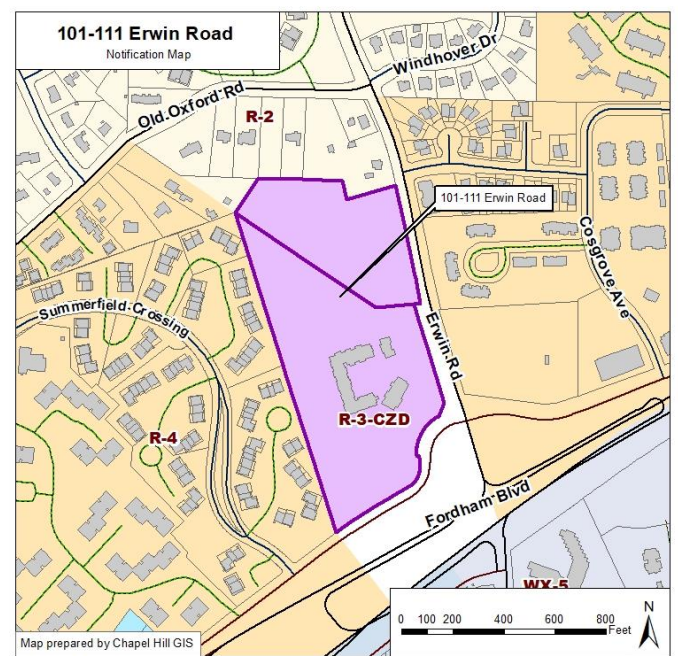 101-111 Erwin Road
Notification Map
Windhover Dr
Old Oxford Rd
R-2
101-111 Erwin Road
Cosgrove Ave
Summerfield Crossing
Erwin Rd
R-3-CZD
R-4
Fordham Blvd
WX-5
0 100 200 400 600 800
Feet
N
Map prepared by Chapel Hill GIS